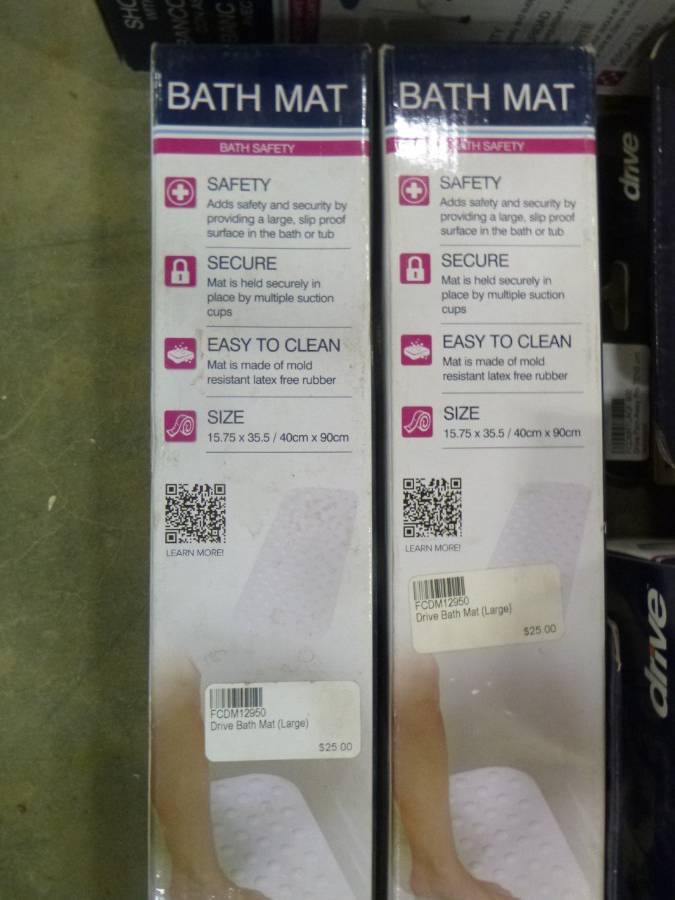 BATH MAT
BATH SAFETY
SAFETY
Adds safety and security by
providing a large, slip proof
surface in the bath or tub
SECURE
Mat is held securely in
place by multiple suction
cups
EASY TO CLEAN
Mat is made of mold
resistant latex free rubber
SIZE
15.75 x 35.5 / 40cm x 90cm
LEARN MORE!
FCDM12950
Drive Bath Mat (Large)
$25.00
BATH MAT
BATH SAFETY
SAFETY
Adds safety and security by
providing a large, slip proof
surface in the bath or tub
SECURE
Mat is held securely in
place by multiple suction
cups
EASY TO CLEAN
Mat is made of mold
resistant latex free rubber
SIZE
15.75 x 35.5 / 40cm x 90cm
LEARN MORE!
FCDM12950
Drive Bath Mat (Large)
$25.00
drive
drive